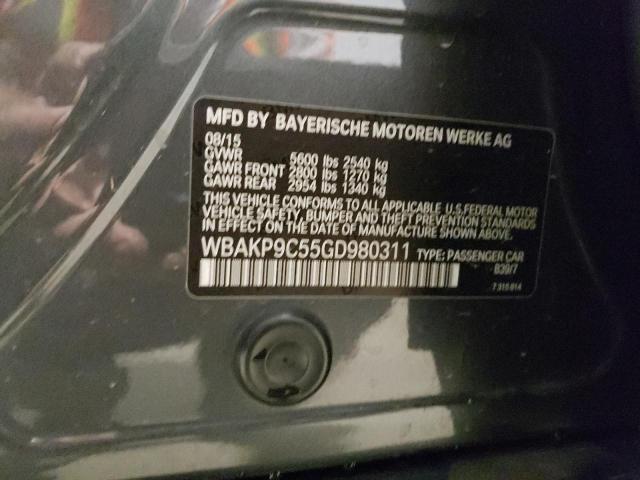 MFD BY BAYERISCHE MOTOREN WERKE AG
08/15
GVWR 5600 lbs 2540 kg
GAWR FRONT 2800 lbs 1270 kg
GAWR REAR 2954 lbs 1340 kg
THIS VEHICLE CONFORMS TO ALL APPLICABLE U.S.FEDERAL MOTOR
VEHICLE SAFETY, BUMPER AND THEFT PREVENTION STANDARDS
IN EFFECT ON THE DATE OF MANUFACTURE SHOWN ABOVE.
WBAKP9C55GD980311 TYPE: PASSENGER CAR
B39/7
7 315 814